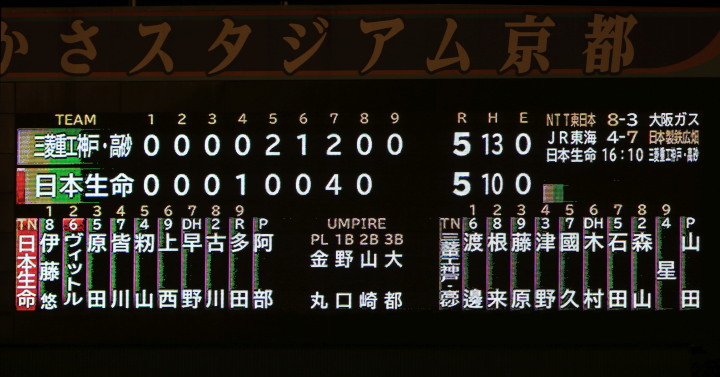 かさスタジアム京都
TEAM 1 2 3 4 5 6 7 8 9 R H E
三菱重工神戸・高砂 0 0 0 0 2 1 2 0 0 5 13 0
日本生命 0 0 0 1 0 0 4 0 5 10 0
NTT東日本 8-3 大阪ガス
JR東海 4-7 日本製鉄広畑
日本生命 16:10 三菱重工神戸・高砂
1 2 3 4 5 6 7 8 9
TN
日本生命
伊藤悠
ヴィットル
原田
皆川
籾山
上西
DH 早野
古川
R 多田
P 阿部
UMPIRE
PL 1B 2B 3B
金丸
野口
山崎
大都
1 2 3 4 5 6 7 8 9
TN
三菱重工神戸・高砂
渡邊
根来
藤原
津野
國久
DH 木村
石田
森山
4 星
P 山田